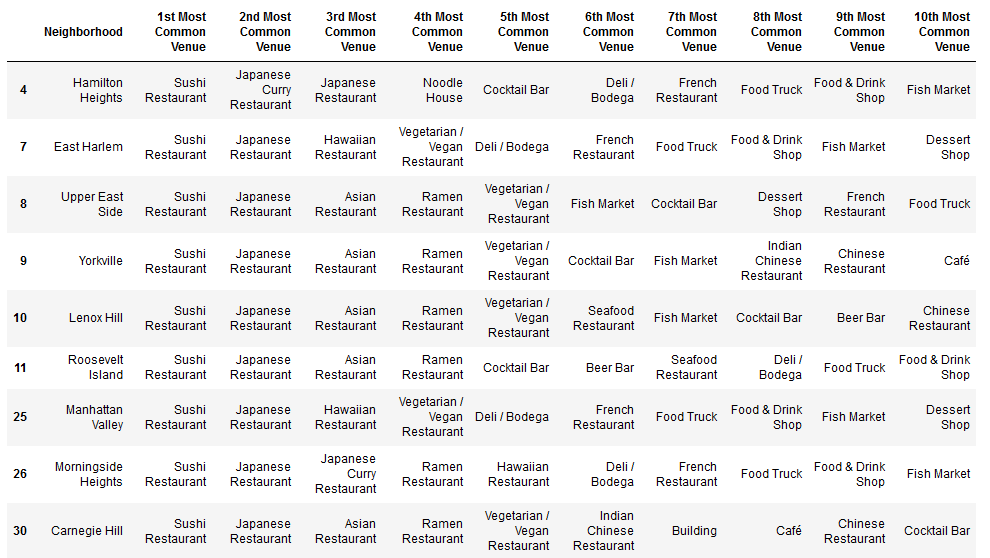 Neighborhood 1st Most Common Venue 2nd Most Common Venue 3rd Most Common Venue 4th Most Common Venue 5th Most Common Venue 6th Most Common Venue 7th Most Common Venue 8th Most Common Venue 9th Most Common Venue 10th Most Common Venue
4 Hamilton Heights Sushi Restaurant Japanese Curry Restaurant Japanese Restaurant Noodle House Cocktail Bar Deli / Bodega French Restaurant Food Truck Food & Drink Shop Fish Market
7 East Harlem Sushi Restaurant Japanese Restaurant Hawaiian Restaurant Vegetarian / Vegan Restaurant Deli / Bodega French Restaurant Food Truck Food & Drink Shop Fish Market Dessert Shop
8 Upper East Side Sushi Restaurant Japanese Restaurant Asian Restaurant Ramen Restaurant Vegetarian / Vegan Restaurant Fish Market Cocktail Bar Dessert Shop French Restaurant Food Truck
9 Yorkville Sushi Restaurant Japanese Restaurant Asian Restaurant Ramen Restaurant Vegetarian / Vegan Restaurant Cocktail Bar Fish Market Indian Chinese Restaurant Chinese Restaurant Café
10 Lenox Hill Sushi Restaurant Japanese Restaurant Asian Restaurant Ramen Restaurant Vegetarian / Vegan Restaurant Seafood Restaurant Fish Market Cocktail Bar Beer Bar Chinese Restaurant
11 Roosevelt Island Sushi Restaurant Japanese Restaurant Asian Restaurant Ramen Restaurant Cocktail Bar Beer Bar Seafood Restaurant Deli / Bodega Food Truck Food & Drink Shop
25 Manhattan Valley Sushi Restaurant Japanese Restaurant Hawaiian Restaurant Vegetarian / Vegan Restaurant Deli / Bodega French Restaurant Food Truck Food & Drink Shop Fish Market Dessert Shop
26 Morningside Heights Sushi Restaurant Japanese Restaurant Japanese Curry Restaurant Ramen Restaurant Hawaiian Restaurant Deli / Bodega French Restaurant Food Truck Food & Drink Shop Fish Market
30 Carnegie Hill Sushi Restaurant Japanese Restaurant Asian Restaurant Ramen Restaurant Vegetarian / Vegan Restaurant Indian Chinese Restaurant Building Café Chinese Restaurant Cocktail Bar